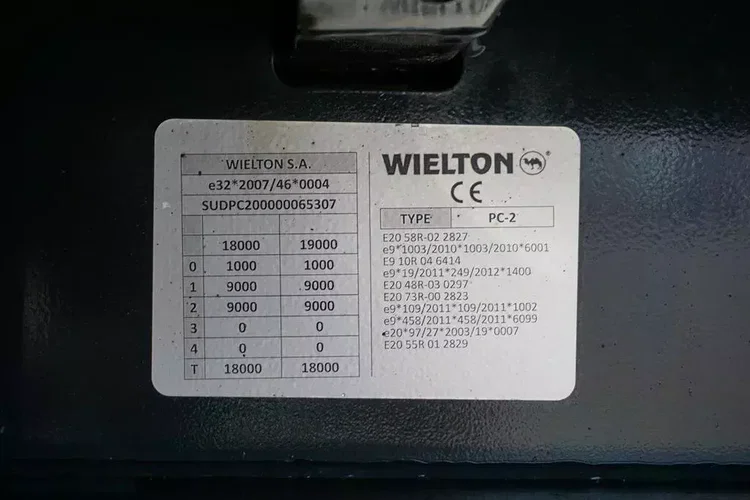 WIELTON S.A.
e32*2007/46*0004
SUDPC200000065307
18000 19000
0 1000 1000
1 9000 9000
2 9000 9000
3 0 0
4 0 0
T 18000 18000
WIELTON
CE
TYPE PC-2
E20 58R-02 2827
e9*1003/2010*1003/2010*6001
E9 10R 04 6414
e9*19/2011*249/2012*1400
E20 48R-03 0297
E20 73R-00 2823
e9*109/2011*109/2011*1002
e9*458/2011*458/2011*6099
e20*97/27*2003/19*0007
E20 55R 01 2829